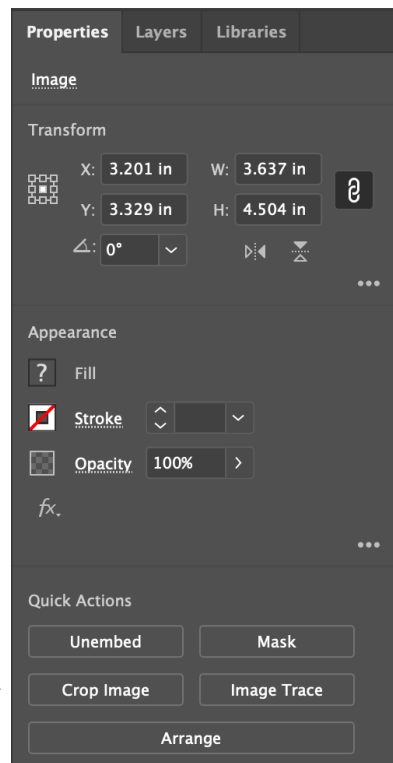 Properties Layers Libraries
Image
Transform
X: 3.201 in W: 3.637 in
Y: 3.329 in H: 4.504 in
: 0°
Appearance
? Fill
Stroke
Opacity 100%
fx.
Quick Actions
Unembed Mask
Crop Image Image Trace
Arrange